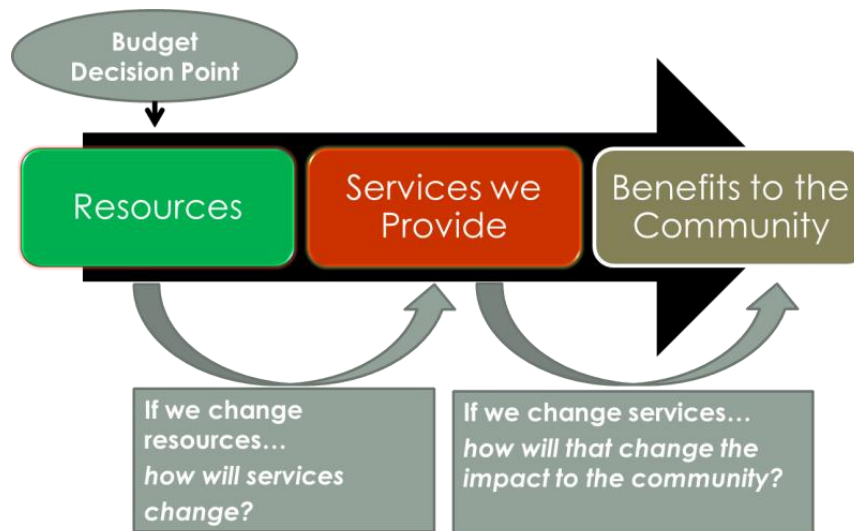 Budget
Decision Point
Resources
Services we
Provide
Benefits to the
Community
If we change
resources…
how will services
change?
If we change services…
how will that change the
impact to the community?